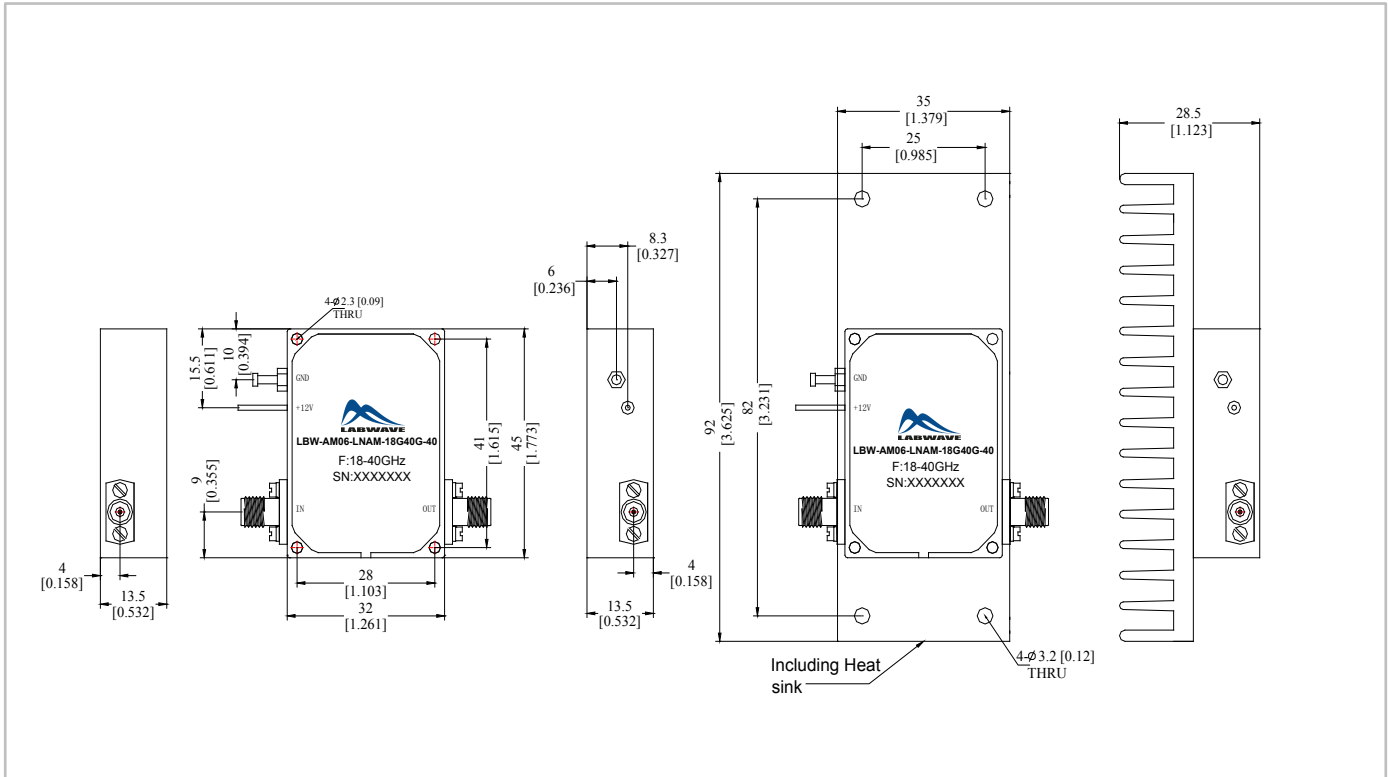 35
[1.379]
28.5
[1.123]
25
[0.985]
8.3
[0.327]
6
[0.236]
4-ϕ2.3 [0.09]
THRU
15.5
[0.611]
10
[0.394]
GND
+12V
LABWAVE
LBW-AM06-LNAM-18G40G-40
F:18-40GHz
SN:XXXXXXX
IN
OUT
41
[1.615]
45
[1.773]
9
[0.355]
4
[0.158]
13.5
[0.532]
28
[1.103]
32
[1.261]
4
[0.158]
13.5
[0.532]
92
[3.625]
82
[3.231]
GND
+12V
LABWAVE
LBW-AM06-LNAM-18G40G-40
F:18-40GHz
SN:XXXXXXX
IN
OUT
Including Heat
sink
4-ϕ3.2 [0.12]
THRU